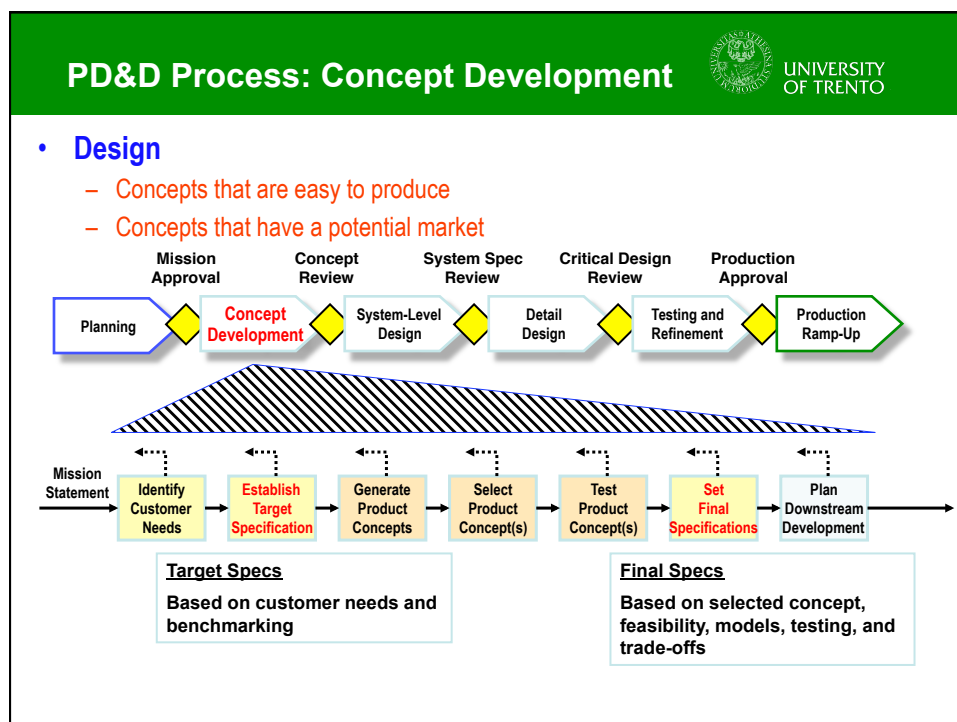 PD&D Process: Concept Development
UNIVERSITY
OF TRENTO
• Design
– Concepts that are easy to produce
– Concepts that have a potential market
Mission
Approval
Concept
Review
System Spec
Review
Critical Design
Review
Production
Approval
Planning
Concept
Development
System-Level
Design
Detail
Design
Testing and
Refinement
Production
Ramp-Up
Mission
Statement
Identify
Customer
Needs
Establish
Target
Specification
Generate
Product
Concepts
Select
Product
Concept(s)
Test
Product
Concept(s)
Set
Final
Specifications
Plan
Downstream
Development
Target Specs
Based on customer needs and
benchmarking
Final Specs
Based on selected concept,
feasibility, models, testing, and
trade-offs